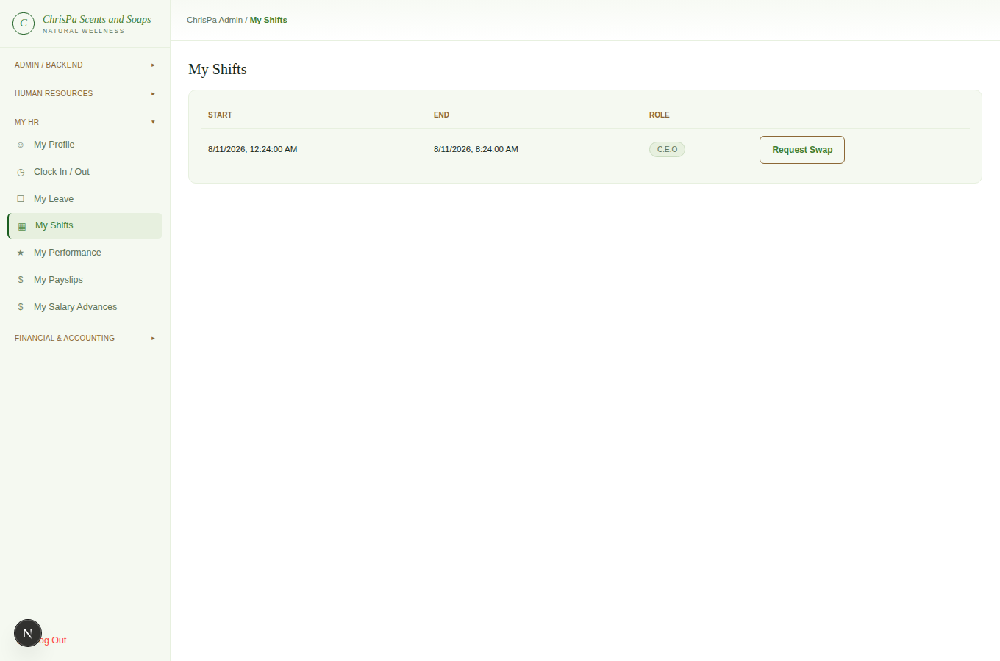 C
ChrisPa Scents and Soaps
NATURAL WELLNESS
ADMIN / BACKEND
HUMAN RESOURCES
MY HR
My Profile
Clock In / Out
My Leave
My Shifts
My Performance
$ My Payslips
$ My Salary Advances
FINANCIAL & ACCOUNTING
N
og Out
ChrisPa Admin / My Shifts
My Shifts
START END ROLE
8/11/2026, 12:24:00 AM 8/11/2026, 8:24:00 AM C.E.O Request Swap